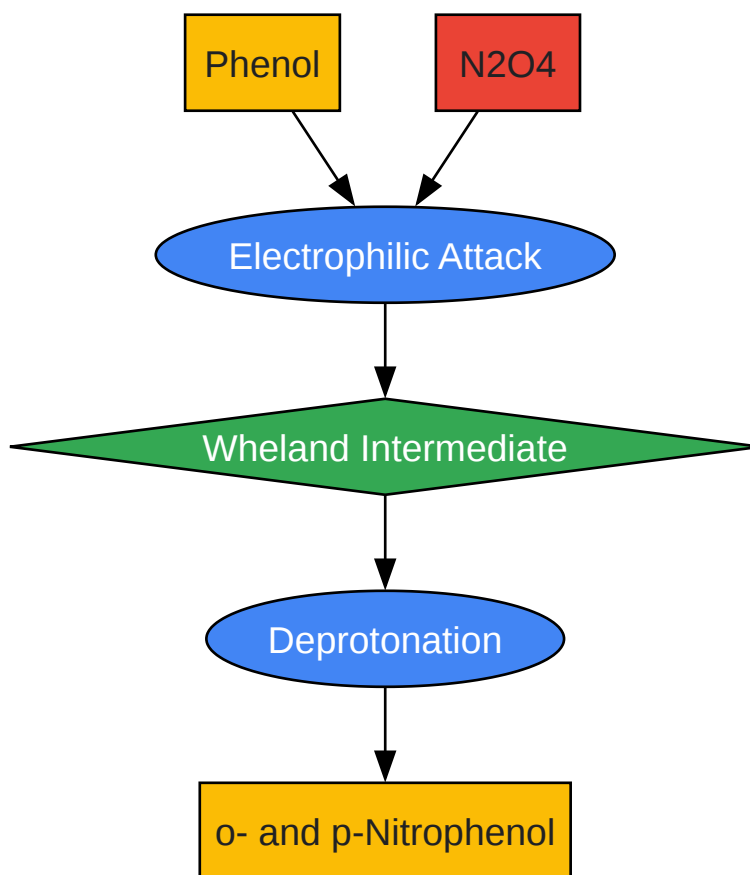 Phenol
N2O4
Electrophilic Attack
Wheland Intermediate
Deprotonation
o- and p-Nitrophenol